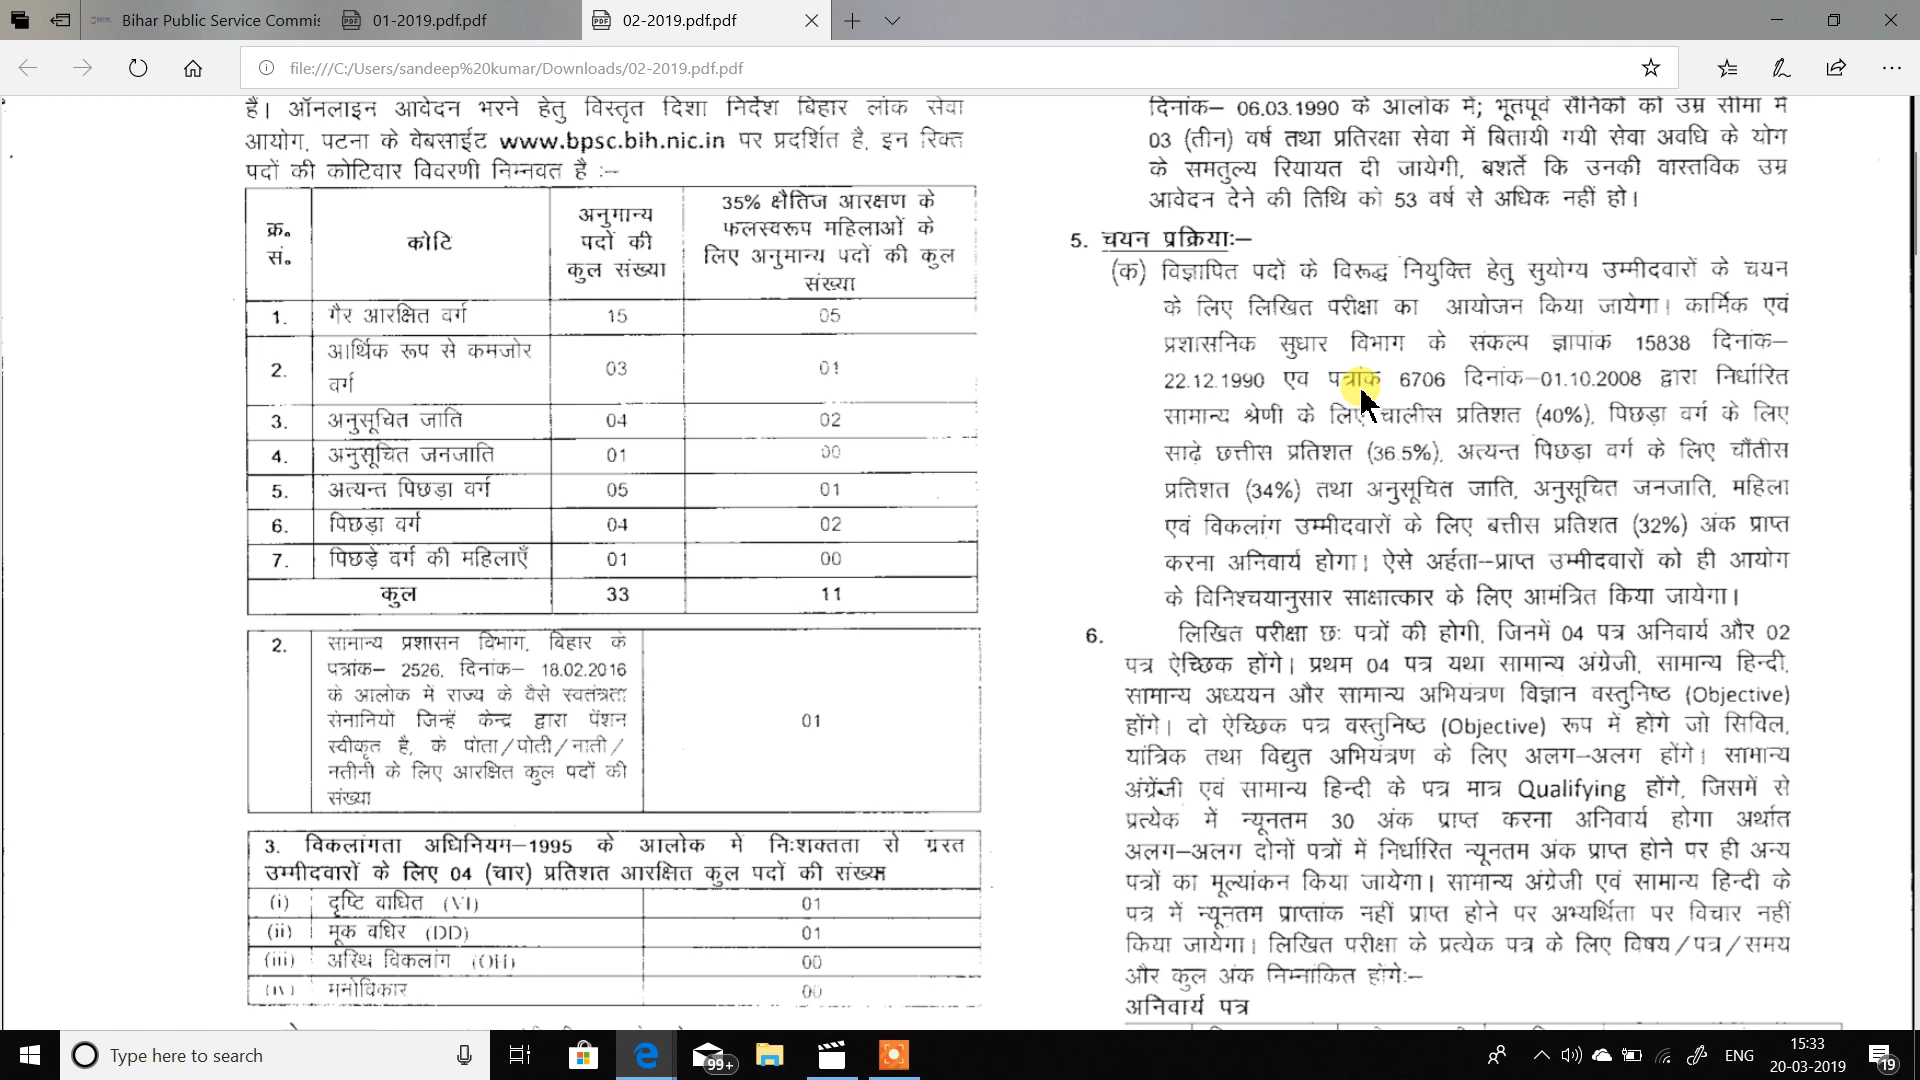 Bihar Public Service Commis
01-2019.pdf.pdf
02-2019.pdf.pdf
file:///C:/Users/sandeep%20kumar/Downloads/02-2019.pdf.pdf
हैं। ऑनलाइन आवेदन भरने हेतु विस्तृत दिशा निर्देश बिहार लोक सेवा
आयोग, पटना के वेबसाईट www.bpsc.bih.nic.in पर प्रदर्शित है, इन रिक्त
पदों की कोटिवार विवरणी निम्नवत है :–
क्र॰ सं॰
कोटि
अनुमान्य पदों की कुल संख्या
35% क्षैतिज आरक्षण के फलस्वरूप महिलाओं के लिए अनुमान्य पदों की कुल संख्या
1. गैर आरक्षित वर्ग 15 05
2. आर्थिक रूप से कमजोर वर्ग 03 01
3. अनुसूचित जाति 04 02
4. अनुसूचित जनजाति 01 00
5. अत्यन्त पिछड़ा वर्ग 05 01
6. पिछड़ा वर्ग 04 02
7. पिछड़े वर्ग की महिलाएँ 01 00
कुल 33 11
2. सामान्य प्रशासन विभाग, बिहार के
पत्रांक– 2526, दिनांक– 18.02.2016
के आलोक में राज्य के वैसे स्वतंत्रता
सेनानियों जिन्हें केन्द्र द्वारा पेंशन
स्वीकृत है, के पोता/पोती/नाती/ 01
नतीनी के लिए आरक्षित कुल पदों की
संख्या
3. विकलांगता अधिनियम–1995 के आलोक में निःशक्तता से ग्रस्त
उम्मीदवारों के लिए 04 (चार) प्रतिशत आरक्षित कुल पदों की संख्या
(i) दृष्टि बाधित (VI) 01
(ii) मूक बधिर (DD) 01
(iii) अस्थि विकलांग (OH) 00
(iv) मनोविकार 00
दिनांक– 06.03.1990 के आलोक में; भूतपूर्व सैनिकों को उम्र सीमा में
03 (तीन) वर्ष तथा प्रतिरक्षा सेवा में बितायी गयी सेवा अवधि के योग
के समतुल्य रियायत दी जायेगी, बशर्ते कि उनकी वास्तविक उम्र
आवेदन देने की तिथि को 53 वर्ष से अधिक नहीं हो।
5. चयन प्रक्रियाः–
(क) विज्ञापित पदों के विरूद्ध नियुक्ति हेतु सुयोग्य उम्मीदवारों के चयन
के लिए लिखित परीक्षा का आयोजन किया जायेगा। कार्मिक एवं
प्रशासनिक सुधार विभाग के संकल्प ज्ञापांक 15838 दिनांक–
22.12.1990 एव पत्रांक 6706 दिनांक–01.10.2008 द्वारा निर्धारित
सामान्य श्रेणी के लिए चालीस प्रतिशत (40%), पिछड़ा वर्ग के लिए
साढ़े छत्तीस प्रतिशत (36.5%), अत्यन्त पिछड़ा वर्ग के लिए चौंतीस
प्रतिशत (34%) तथा अनुसूचित जाति, अनुसूचित जनजाति, महिला
एवं विकलांग उम्मीदवारों के लिए बत्तीस प्रतिशत (32%) अंक प्राप्त
करना अनिवार्य होगा। ऐसे अर्हता–प्राप्त उम्मीदवारों को ही आयोग
के विनिश्चयानुसार साक्षात्कार के लिए आमंत्रित किया जायेगा।
6. लिखित परीक्षा छः पत्रों की होगी, जिनमें 04 पत्र अनिवार्य और 02
पत्र ऐच्छिक होंगे। प्रथम 04 पत्र यथा सामान्य अंग्रेजी, सामान्य हिन्दी,
सामान्य अध्ययन और सामान्य अभियंत्रण विज्ञान वस्तुनिष्ठ (Objective)
होंगे। दो ऐच्छिक पत्र वस्तुनिष्ठ (Objective) रूप में होंगे जो सिविल,
यांत्रिक तथा विद्युत अभियंत्रण के लिए अलग–अलग होंगे। सामान्य
अंग्रेजी एवं सामान्य हिन्दी के पत्र मात्र Qualifying होंगे, जिसमें से
प्रत्येक में न्यूनतम 30 अंक प्राप्त करना अनिवार्य होगा अर्थात
अलग–अलग दोनों पत्रों में निर्धारित न्यूनतम अंक प्राप्त होने पर ही अन्य
पत्रों का मूल्यांकन किया जायेगा। सामान्य अंग्रेजी एवं सामान्य हिन्दी के
पत्र में न्यूनतम प्राप्तांक नहीं प्राप्त होने पर अभ्यर्थिता पर विचार नहीं
किया जायेगा। लिखित परीक्षा के प्रत्येक पत्र के लिए विषय/पत्र/समय
और कुल अंक निम्नांकित होंगेः–
अनिवार्य पत्र
Type here to search
99+
ENG
15:33
20-03-2019
19